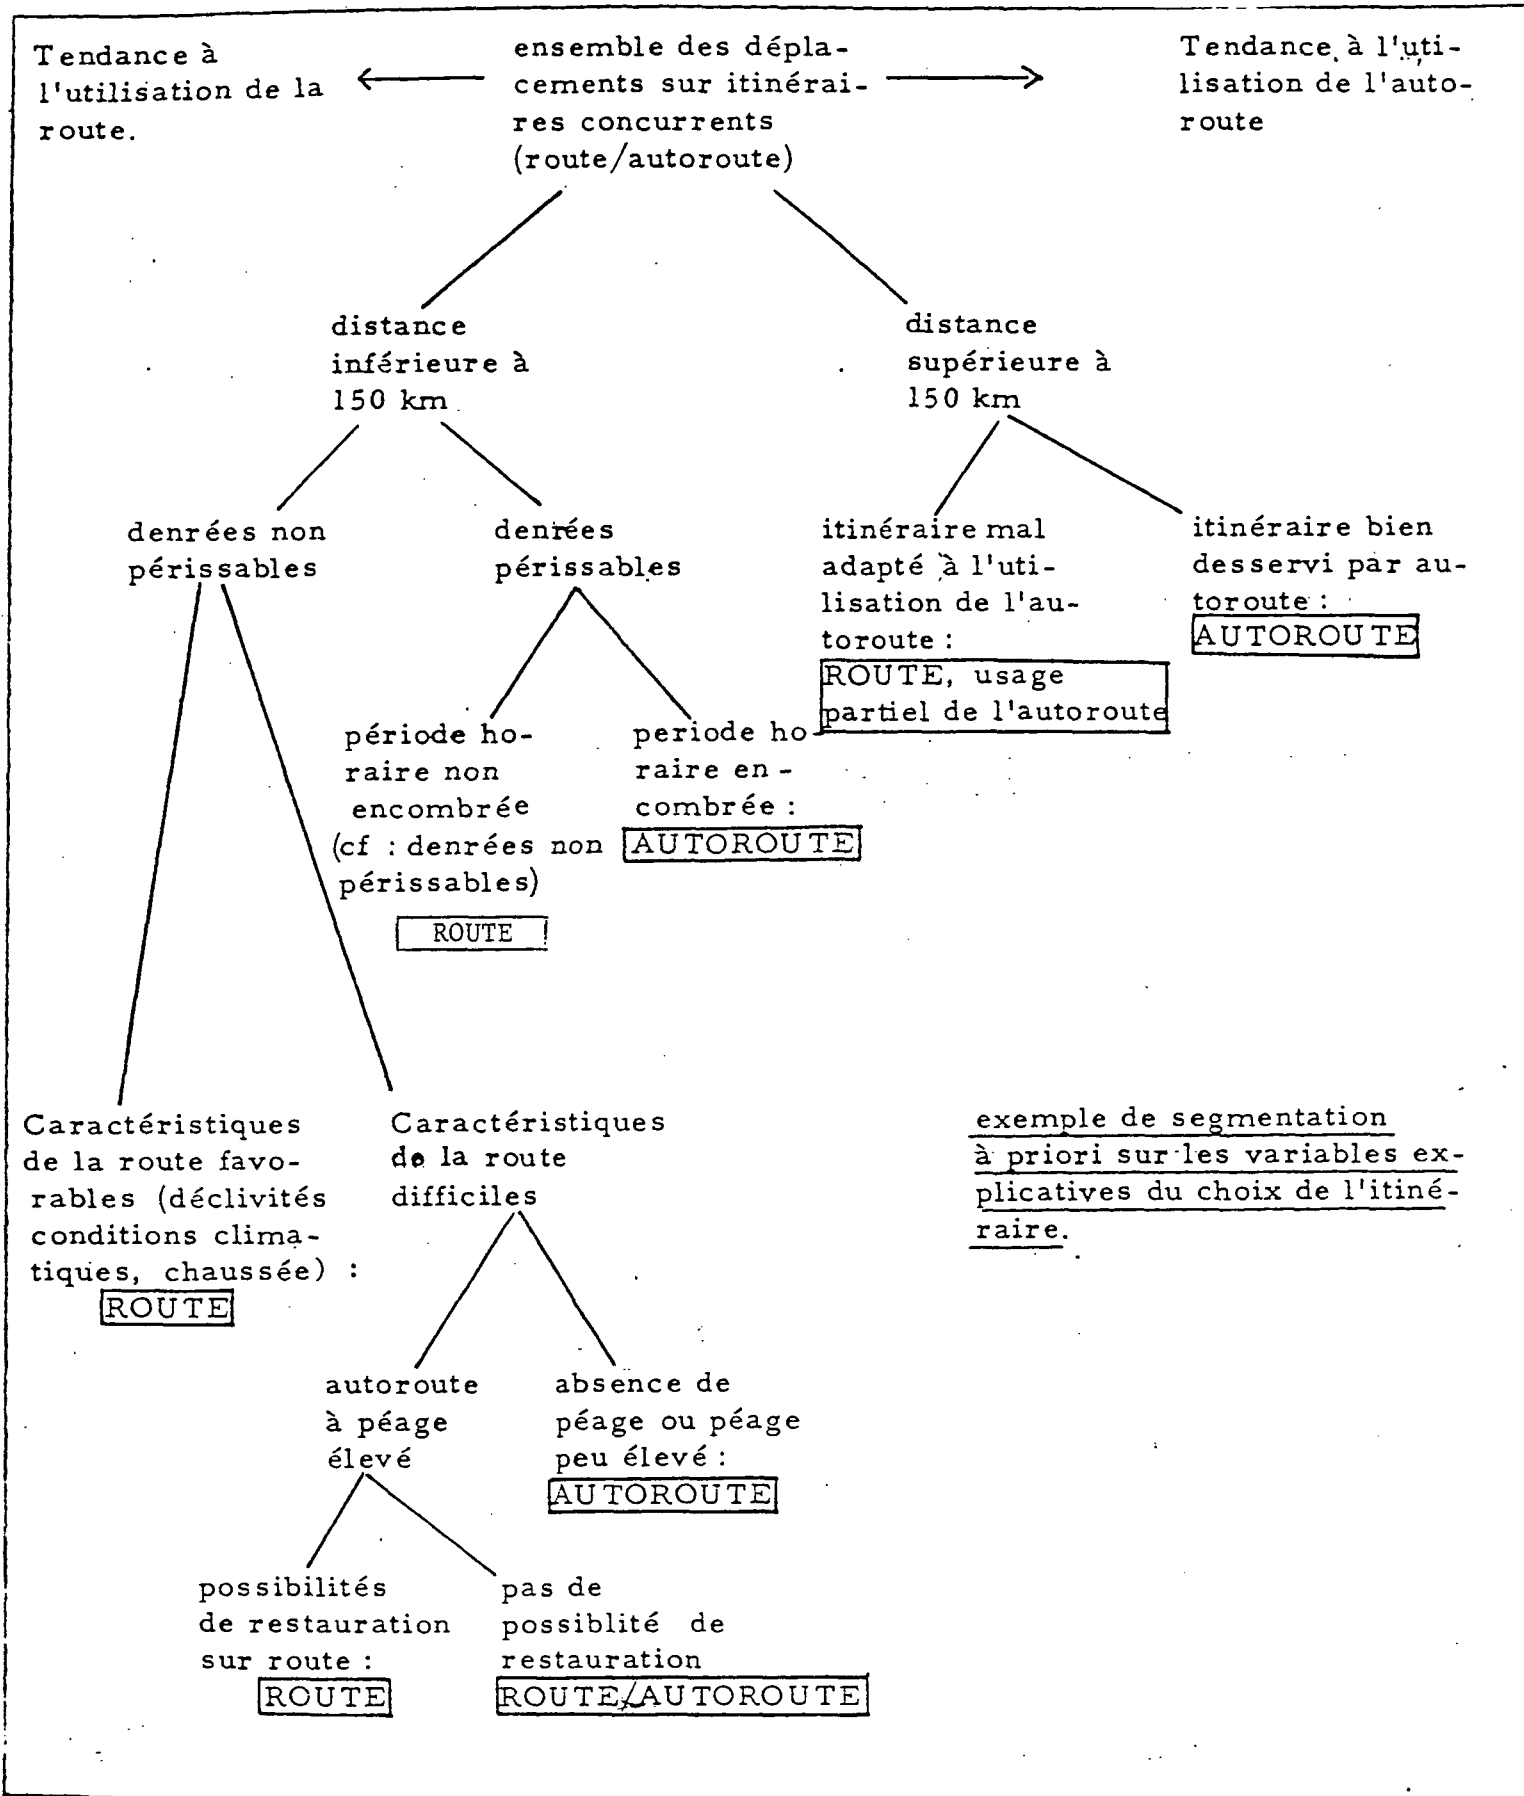 Tendance à
l'utilisation de la
route.
ensemble des dépla-
cements sur itinérai-
res concurrents
(route/autoroute)
Tendance à l'uti-
lisation de l'auto-
route
distance
inférieure à
150 km
distance
supérieure à
150 km
denrées non
périssables
denrées
périssables
itinéraire mal
adapté à l'uti-
lisation de l'au-
toroute :
ROUTE, usage
partiel de l'autoroute
itinéraire bien
desservi par au-
toroute :
AUTOROUTE
période ho-
raire non
encombrée
(cf : denrées non
périssables)
ROUTE
periode ho-
raire en-
combrée :
AUTOROUTE
Caractéristiques
de la route favo-
rables (déclivités
conditions clima-
tiques, chaussée) :
ROUTE
Caractéristiques
de la route
difficiles
exemple de segmentation
à priori sur les variables ex-
plicatives du choix de l'itiné-
raire.
autoroute
à péage
élevé
absence de
péage ou péage
peu élevé :
AUTOROUTE
possibilités
de restauration
sur route :
ROUTE
pas de
possiblité de
restauration
ROUTE/AUTOROUTE